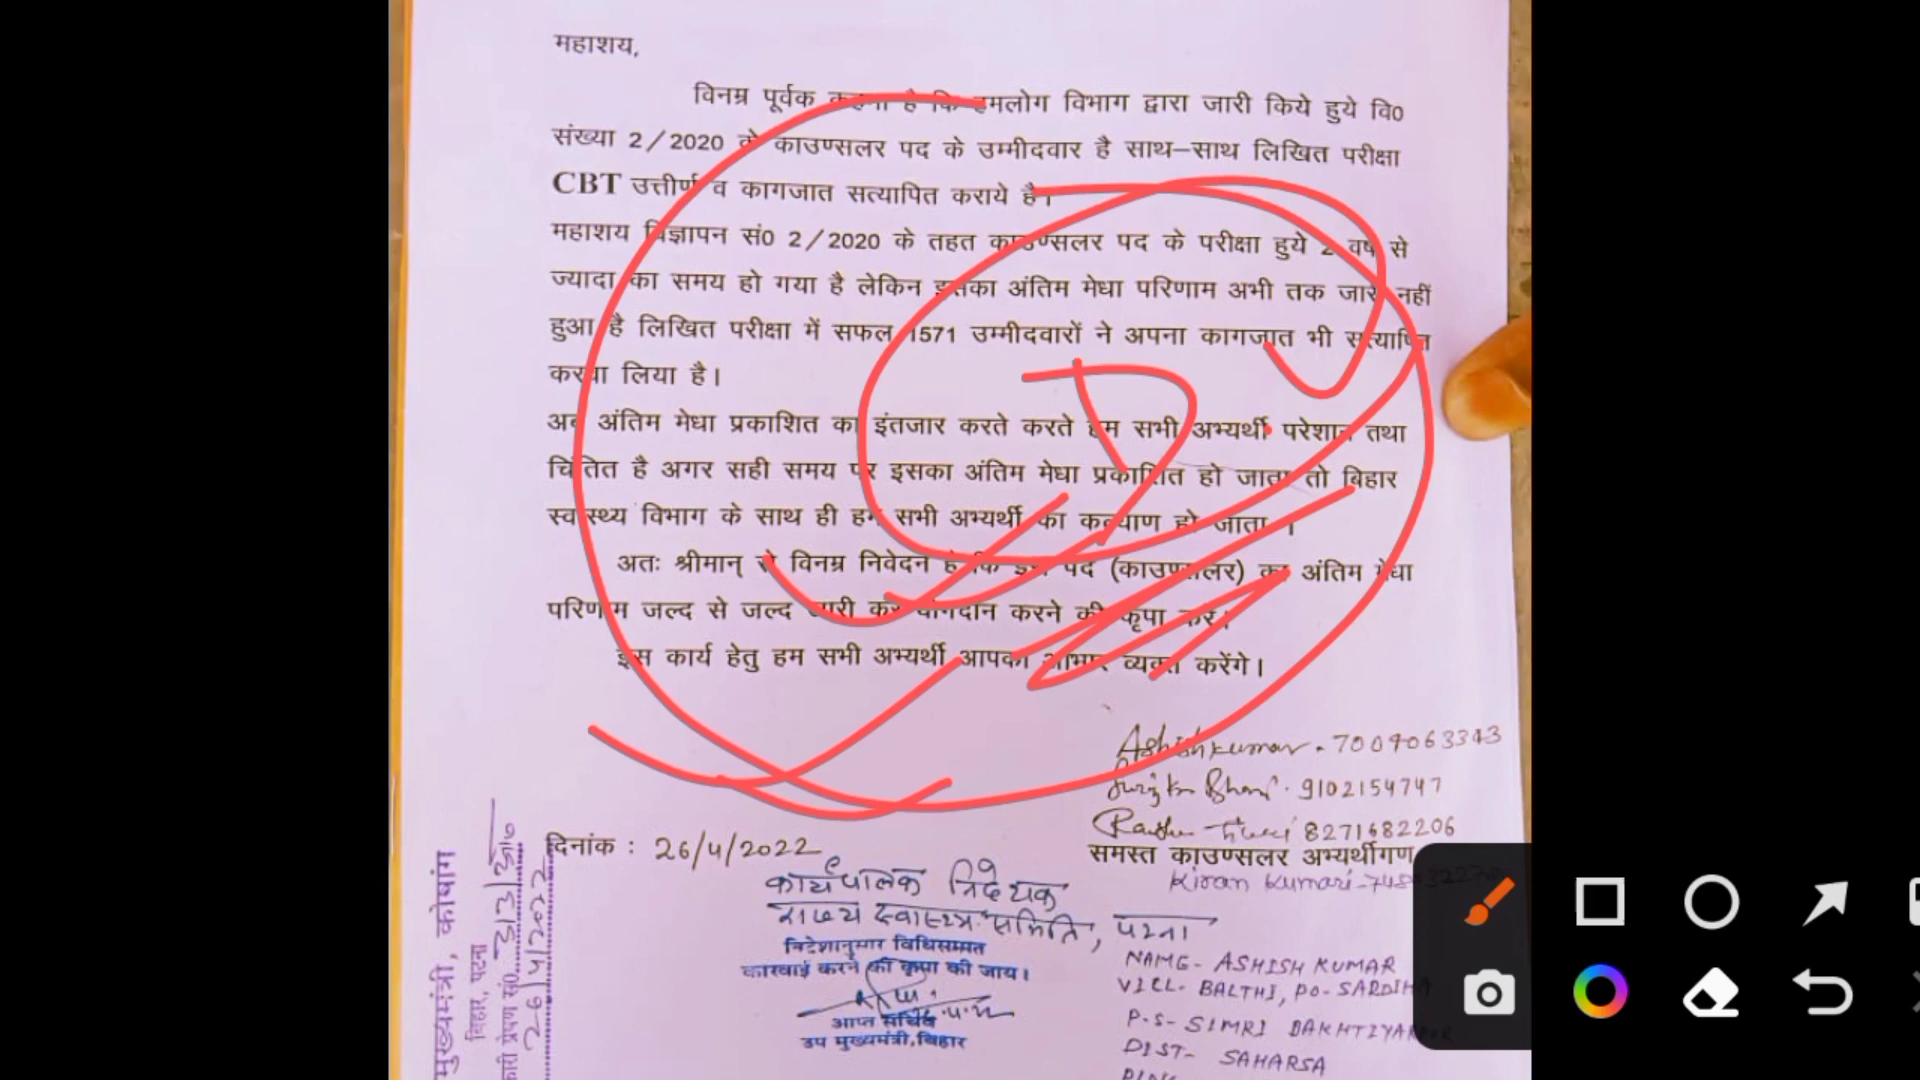 महाशय,
विनम्र पूर्वक कहना है कि हमलोग विभाग द्वारा जारी किये हुये वि0
संख्या 2/2020 के काउण्सलर पद के उम्मीदवार है साथ–साथ लिखित परीक्षा
CBT उत्तीर्ण व कागजात सत्यापित कराये है।
महाशय विज्ञापन सं0 2/2020 के तहत काउण्सलर पद के परीक्षा हुये 2 वर्ष से
ज्यादा का समय हो गया है लेकिन इसका अंतिम मेधा परिणाम अभी तक जारी नहीं
हुआ है लिखित परीक्षा में सफल 1571 उम्मीदवारों ने अपना कागजात भी सत्यापित
करवा लिया है।
अब अंतिम मेधा प्रकाशित का इंतजार करते करते हम सभी अभ्यर्थी परेशान तथा
चिंतित है अगर सही समय पर इसका अंतिम मेधा प्रकाशित हो जाता तो बिहार
स्वास्थ्य विभाग के साथ ही हम सभी अभ्यर्थी का कल्याण हो जाता ।
अतः श्रीमान् से विनम्र निवेदन है कि इस पद (काउण्सलर) का अंतिम मेधा
परिणाम जल्द से जल्द जारी कर योगदान करने की कृपा करें।
इस कार्य हेतु हम सभी अभ्यर्थी आपका आभार व्यक्त करेंगे।
Ashish Kumar - 7009063343
9102154747
8271682206
समस्त काउण्सलर अभ्यर्थीगण
Kiran Kumari
दिनांक : 26/4/2022
कार्यपालक निदेशक
राज्य स्वास्थ्य समिति, पटना
निदेशानुसार विधिसम्मत
कारवाई करने की कृपा की जाय।
आप्त सचिव
उप मुख्यमंत्री, बिहार
NAME- ASHISH KUMAR
VILL- BALTHI, PO- SARDIHA
P.S- SIMRI BAKHTIYARPUR
DIST- SAHARSA
मुख्यमंत्री, कोषांग
बिहार, पटना
26/4/2022